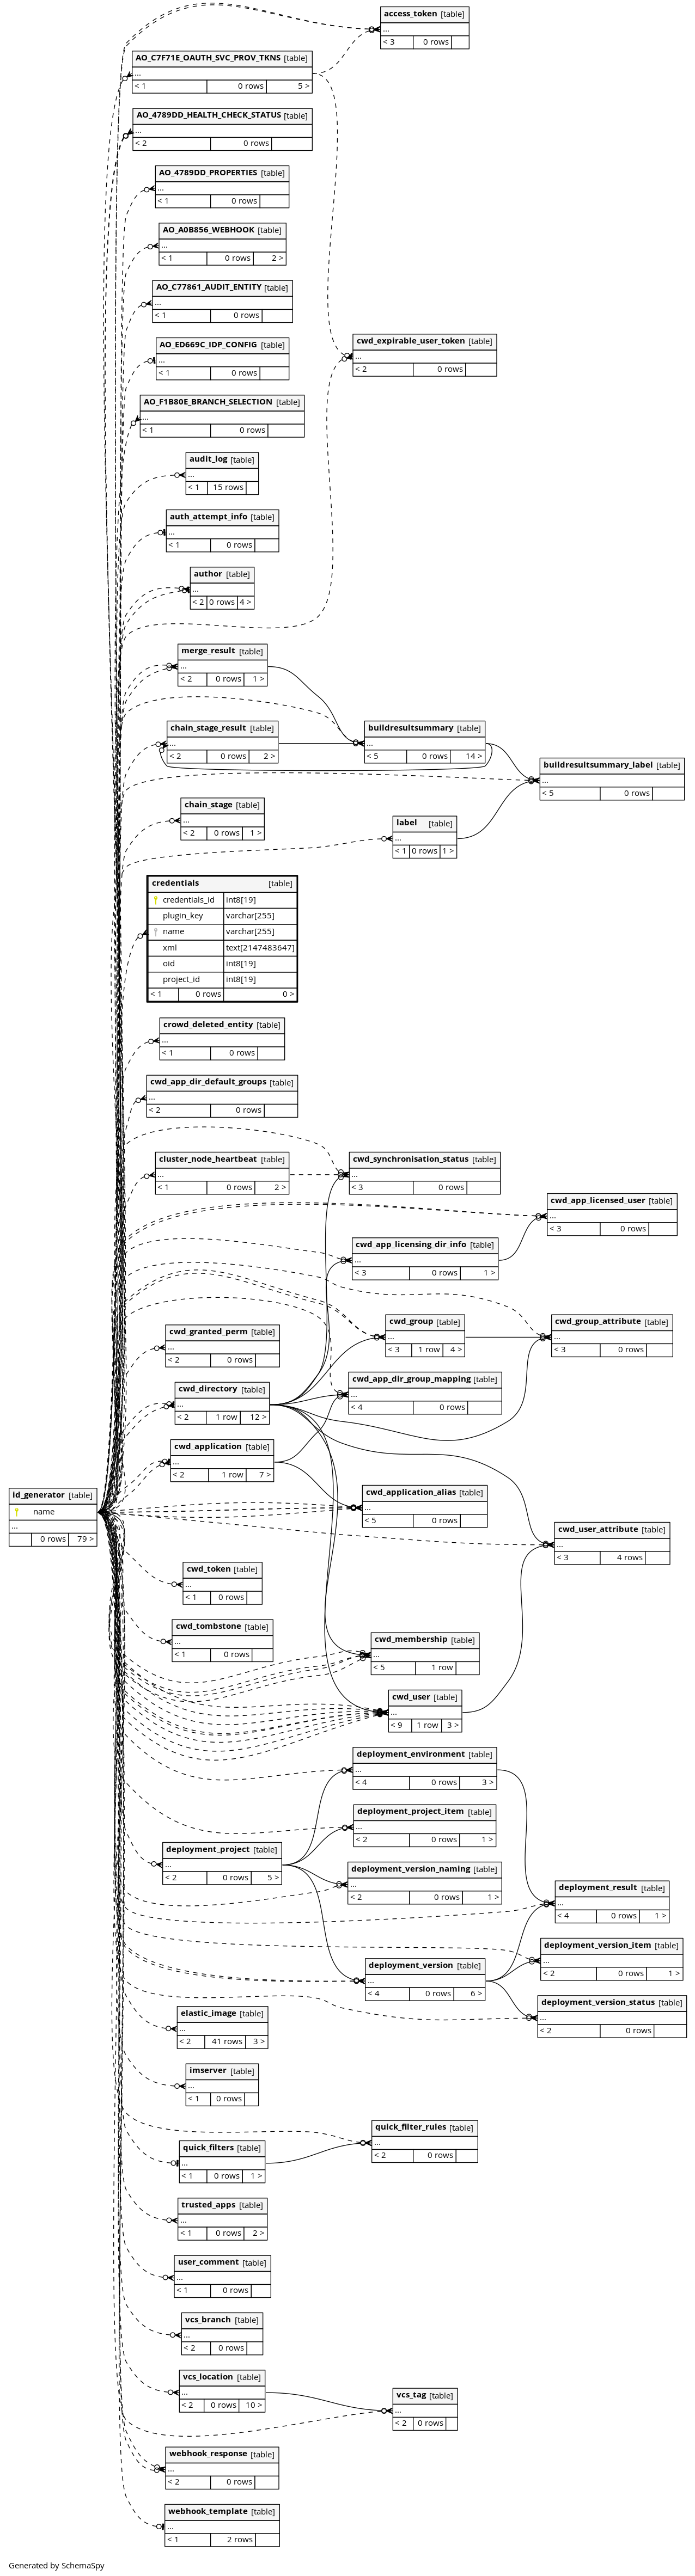 access_token [table]
...
< 3 0 rows
AO_C7F71E_OAUTH_SVC_PROV_TKNS [table]
...
< 1 0 rows 5 >
AO_4789DD_HEALTH_CHECK_STATUS [table]
...
< 2 0 rows
AO_4789DD_PROPERTIES [table]
...
< 1 0 rows
AO_A0B856_WEBHOOK [table]
...
< 1 0 rows 2 >
AO_C77861_AUDIT_ENTITY [table]
...
< 1 0 rows
AO_ED669C_IDP_CONFIG [table]
...
< 1 0 rows
cwd_expirable_user_token [table]
...
< 2 0 rows
AO_F1B80E_BRANCH_SELECTION [table]
...
< 1 0 rows
audit_log [table]
...
< 1 15 rows
auth_attempt_info [table]
...
< 1 0 rows
author [table]
...
< 2 0 rows 4 >
merge_result [table]
...
< 2 0 rows 1 >
chain_stage_result [table]
...
< 2 0 rows 2 >
buildresultsummary [table]
...
< 5 0 rows 14 >
buildresultsummary_label [table]
...
< 5 0 rows
chain_stage [table]
...
< 2 0 rows 1 >
label [table]
...
< 1 0 rows 1 >
credentials [table]
credentials_id int8[19]
plugin_key varchar[255]
name varchar[255]
xml text[2147483647]
oid int8[19]
project_id int8[19]
< 1 0 rows 0 >
crowd_deleted_entity [table]
...
< 1 0 rows
cwd_app_dir_default_groups [table]
...
< 2 0 rows
cluster_node_heartbeat [table]
...
< 1 0 rows 2 >
cwd_synchronisation_status [table]
...
< 3 0 rows
cwd_app_licensed_user [table]
...
< 3 0 rows
cwd_app_licensing_dir_info [table]
...
< 3 0 rows 1 >
cwd_granted_perm [table]
...
< 2 0 rows
cwd_group [table]
...
< 3 1 row 4 >
cwd_group_attribute [table]
...
< 3 0 rows
cwd_directory [table]
...
< 2 1 row 12 >
cwd_app_dir_group_mapping [table]
...
< 4 0 rows
cwd_application [table]
...
< 2 1 row 7 >
id_generator [table]
name
...
0 rows 79 >
cwd_application_alias [table]
...
< 5 0 rows
cwd_user_attribute [table]
...
< 3 4 rows
cwd_token [table]
...
< 1 0 rows
cwd_tombstone [table]
...
< 1 0 rows
cwd_membership [table]
...
< 5 1 row
cwd_user [table]
...
< 9 1 row 3 >
deployment_environment [table]
...
< 4 0 rows 3 >
deployment_project_item [table]
...
< 2 0 rows 1 >
deployment_project [table]
...
< 2 0 rows 5 >
deployment_version_naming [table]
...
< 2 0 rows 1 >
deployment_result [table]
...
< 4 0 rows 1 >
deployment_version_item [table]
...
< 2 0 rows 1 >
deployment_version [table]
...
< 4 0 rows 6 >
deployment_version_status [table]
...
< 2 0 rows
elastic_image [table]
...
< 2 41 rows 3 >
imserver [table]
...
< 1 0 rows
quick_filter_rules [table]
...
< 2 0 rows
quick_filters [table]
...
< 1 0 rows 1 >
trusted_apps [table]
...
< 1 0 rows 2 >
user_comment [table]
...
< 1 0 rows
vcs_branch [table]
...
< 2 0 rows
vcs_location [table]
...
< 2 0 rows 10 >
vcs_tag [table]
...
< 2 0 rows
webhook_response [table]
...
< 2 0 rows
webhook_template [table]
...
< 1 2 rows
Generated by SchemaSpy